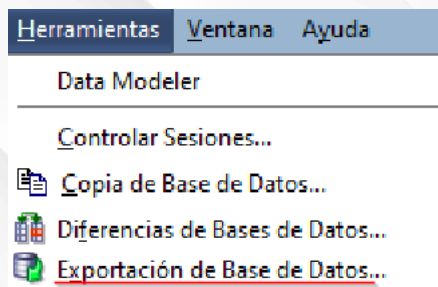 Herramientas Ventana Ayuda
Data Modeler
Controlar Sesiones...
Copia de Base de Datos...
Diferencias de Bases de Datos...
Exportación de Base de Datos...